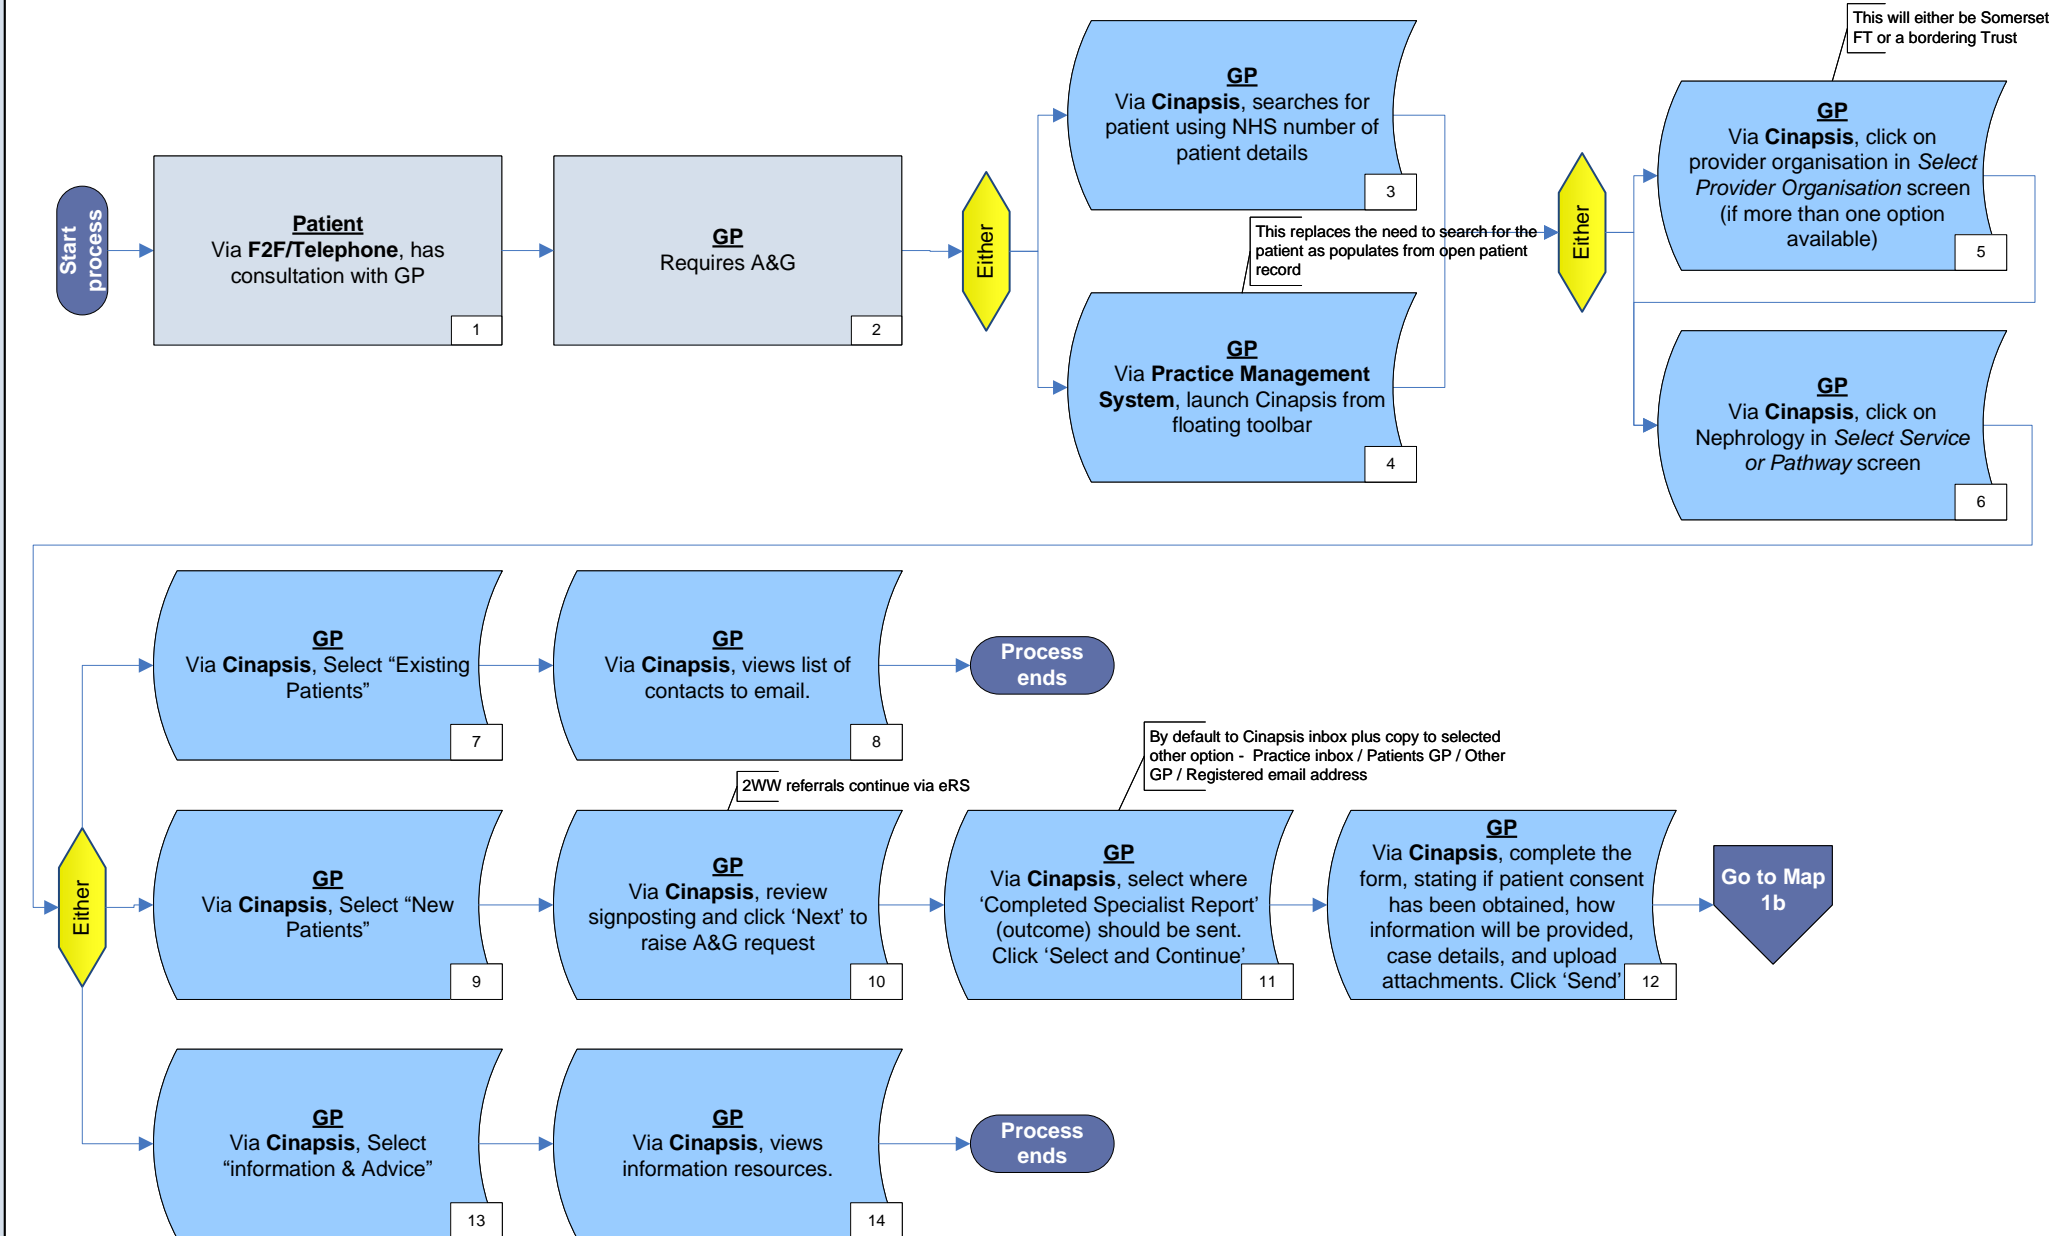 This will either be Somerset
FT or a bordering Trust
Start
process
Patient
Via F2F/Telephone, has
consultation with GP
1
GP
Requires A&G
2
Either
GP
Via Cinapsis, searches for
patient using NHS number of
patient details
3
This replaces the need to search for the
patient as populates from open patient
record
GP
Via Practice Management
System, launch Cinapsis from
floating toolbar
4
Either
GP
Via Cinapsis, click on
provider organisation in Select
Provider Organisation screen
(if more than one option
available)
5
GP
Via Cinapsis, click on
Nephrology in Select Service
or Pathway screen
6
Either
GP
Via Cinapsis, Select “Existing
Patients”
7
GP
Via Cinapsis, views list of
contacts to email.
8
Process
ends
GP
Via Cinapsis, Select “New
Patients”
9
2WW referrals continue via eRS
GP
Via Cinapsis, review
signposting and click ‘Next’ to
raise A&G request
10
By default to Cinapsis inbox plus copy to selected
other option - Practice inbox / Patients GP / Other
GP / Registered email address
GP
Via Cinapsis, select where
‘Completed Specialist Report’
(outcome) should be sent.
Click ‘Select and Continue’
11
GP
Via Cinapsis, complete the
form, stating if patient consent
has been obtained, how
information will be provided,
case details, and upload
attachments. Click ‘Send’
12
Go to Map
1b
GP
Via Cinapsis, Select
“information & Advice”
13
GP
Via Cinapsis, views
information resources.
14
Process
ends